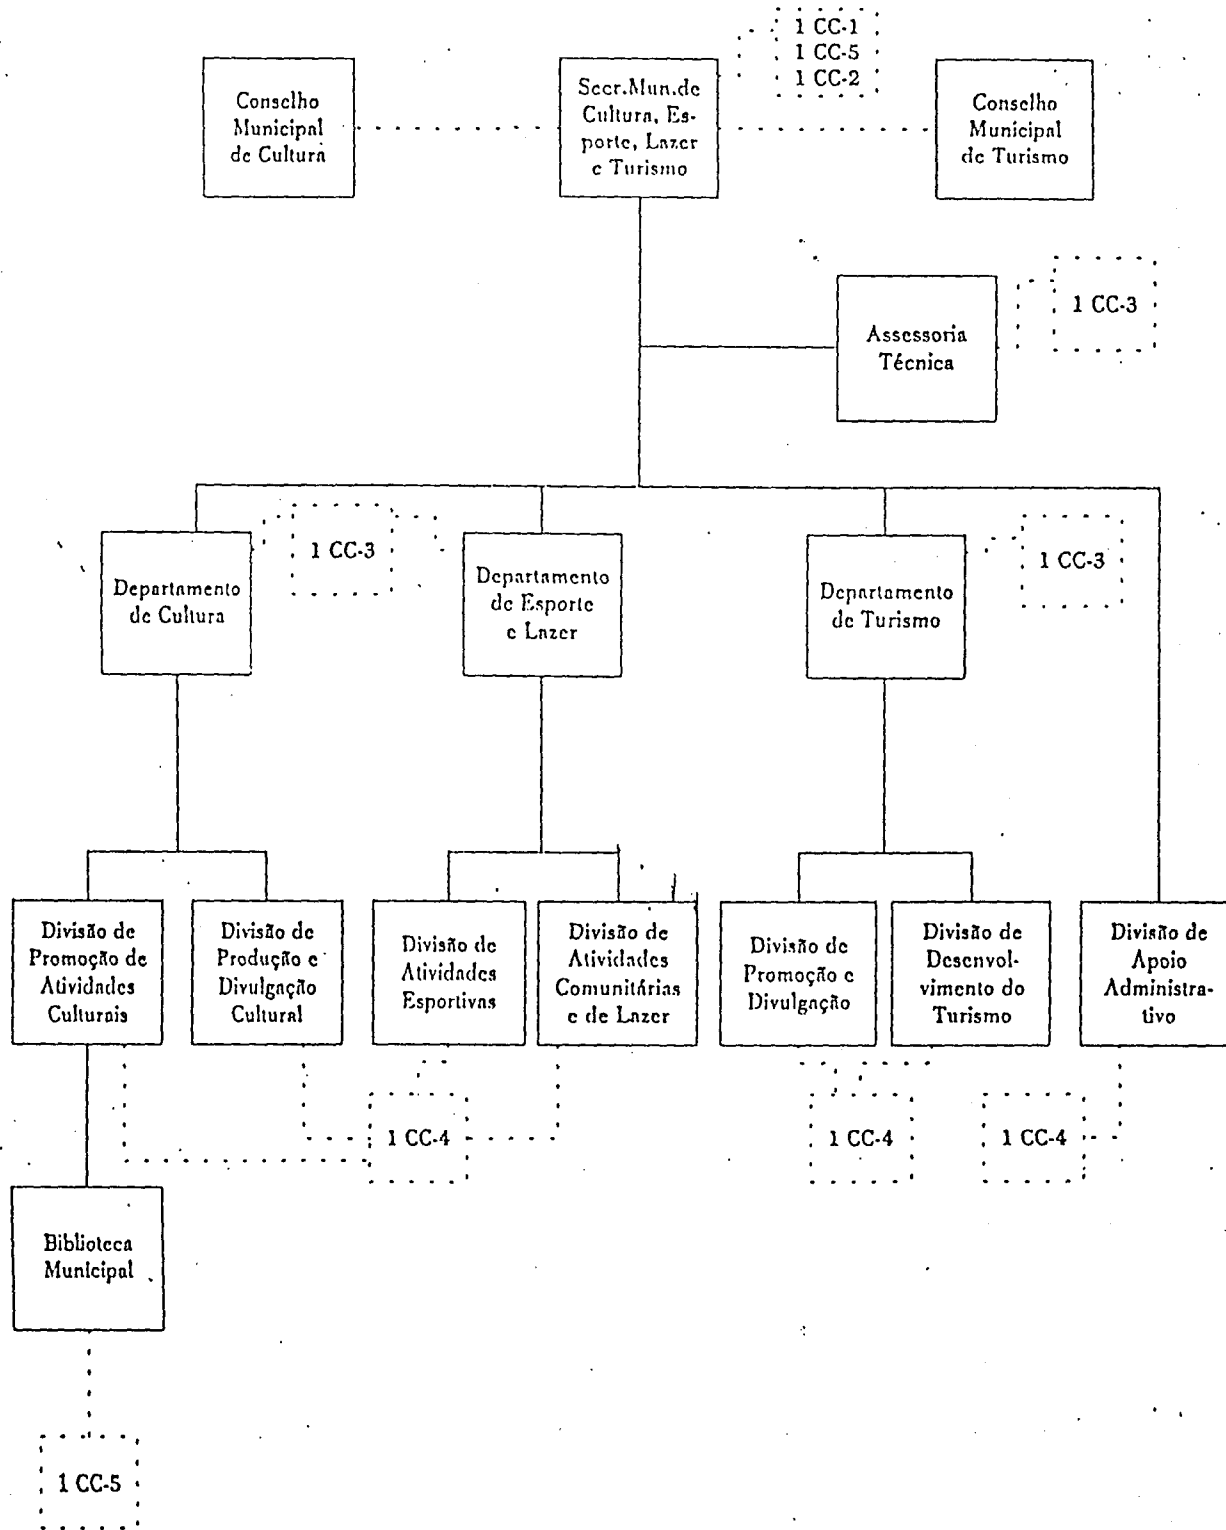 1 CC-1
1 CC-5
1 CC-2
Conselho
Municipal
de Cultura
Secr.Mun.de
Cultura, Es-
porte, Lazer
e Turismo
Conselho
Municipal
de Turismo
Assessoria
Técnica
1 CC-3
Departamento
de Cultura
1 CC-3
Departamento
de Esporte
e Lazer
Departamento
de Turismo
1 CC-3
Divisão de
Promoção de
Atividades
Culturais
Divisão de
Produção e
Divulgação
Cultural
Divisão de
Atividades
Esportivas
Divisão de
Atividades
Comunitárias
e de Lazer
Divisão de
Promoção e
Divulgação
Divisão de
Desenvol-
vimento do
Turismo
Divisão de
Apoio
Administra-
tivo
1 CC-4
1 CC-4
1 CC-4
Biblioteca
Municipal
1 CC-5